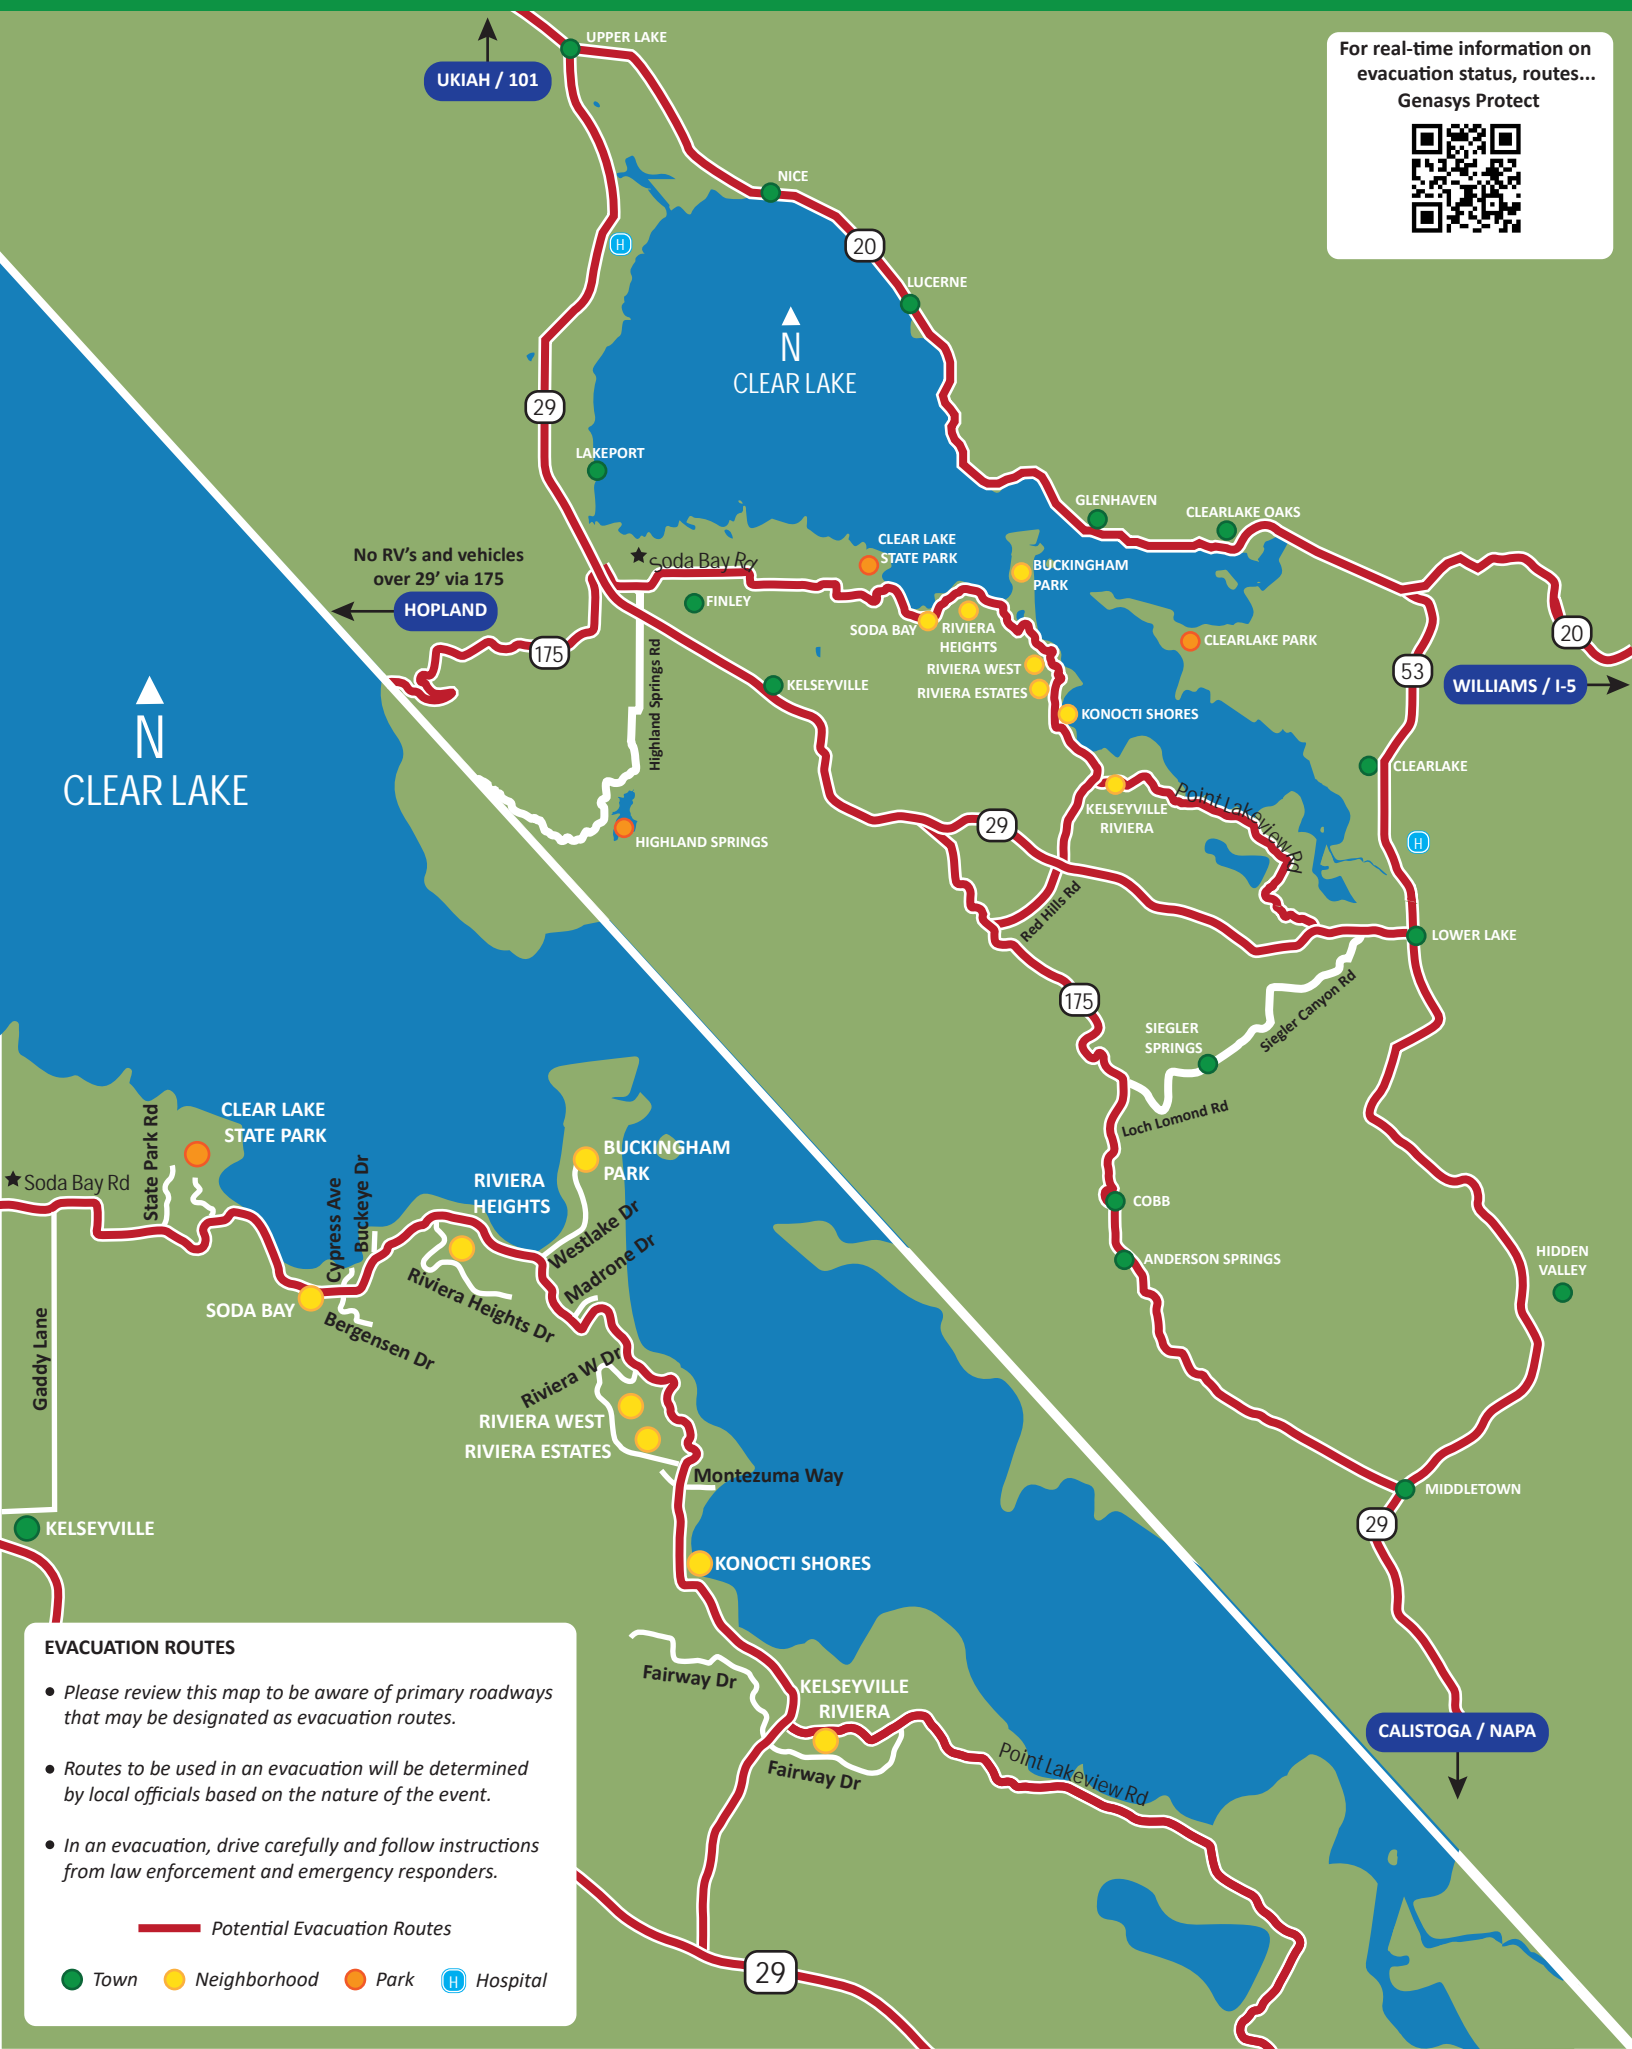 UPPER LAKE
UKIAH / 101
For real-time information on
evacuation status, routes...
Genasys Protect
NICE
H
20
LUCERNE
N
CLEAR LAKE
29
LAKEPORT
GLENHAVEN
CLEARLAKE OAKS
No RV's and vehicles
over 29' via 175
HOPLAND
Soda Bay Rd
CLEAR LAKE
STATE PARK
BUCKINGHAM
PARK
FINLEY
SODA BAY
RIVIERA
HEIGHTS
CLEARLAKE PARK
20
175
Highland Springs Rd
RIVIERA WEST
RIVIERA ESTATES
53
WILLIAMS / I-5
KELSEYVILLE
KONOCTI SHORES
CLEARLAKE
N
CLEAR LAKE
KELSEYVILLE
RIVIERA
Point Lakeview Rd
29
HIGHLAND SPRINGS
H
Red Hills Rd
LOWER LAKE
175
Siegler Canyon Rd
SIEGLER
SPRINGS
Loch Lomond Rd
COBB
ANDERSON SPRINGS
HIDDEN
VALLEY
MIDDLETOWN
29
CALISTOGA / NAPA
CLEAR LAKE
STATE PARK
State Park Rd
Soda Bay Rd
Cypress Ave
Buckeye Dr
RIVIERA
HEIGHTS
BUCKINGHAM
PARK
Westlake Dr
Madrone Dr
Riviera Heights Dr
SODA BAY
Bergensen Dr
Gaddy Lane
Riviera W Dr
RIVIERA WEST
RIVIERA ESTATES
Montezuma Way
KELSEYVILLE
KONOCTI SHORES
Fairway Dr
KELSEYVILLE
RIVIERA
Fairway Dr
Point Lakeview Rd
29
EVACUATION ROUTES
• Please review this map to be aware of primary roadways
that may be designated as evacuation routes.
• Routes to be used in an evacuation will be determined
by local officials based on the nature of the event.
• In an evacuation, drive carefully and follow instructions
from law enforcement and emergency responders.
Potential Evacuation Routes
Town
Neighborhood
Park
H Hospital